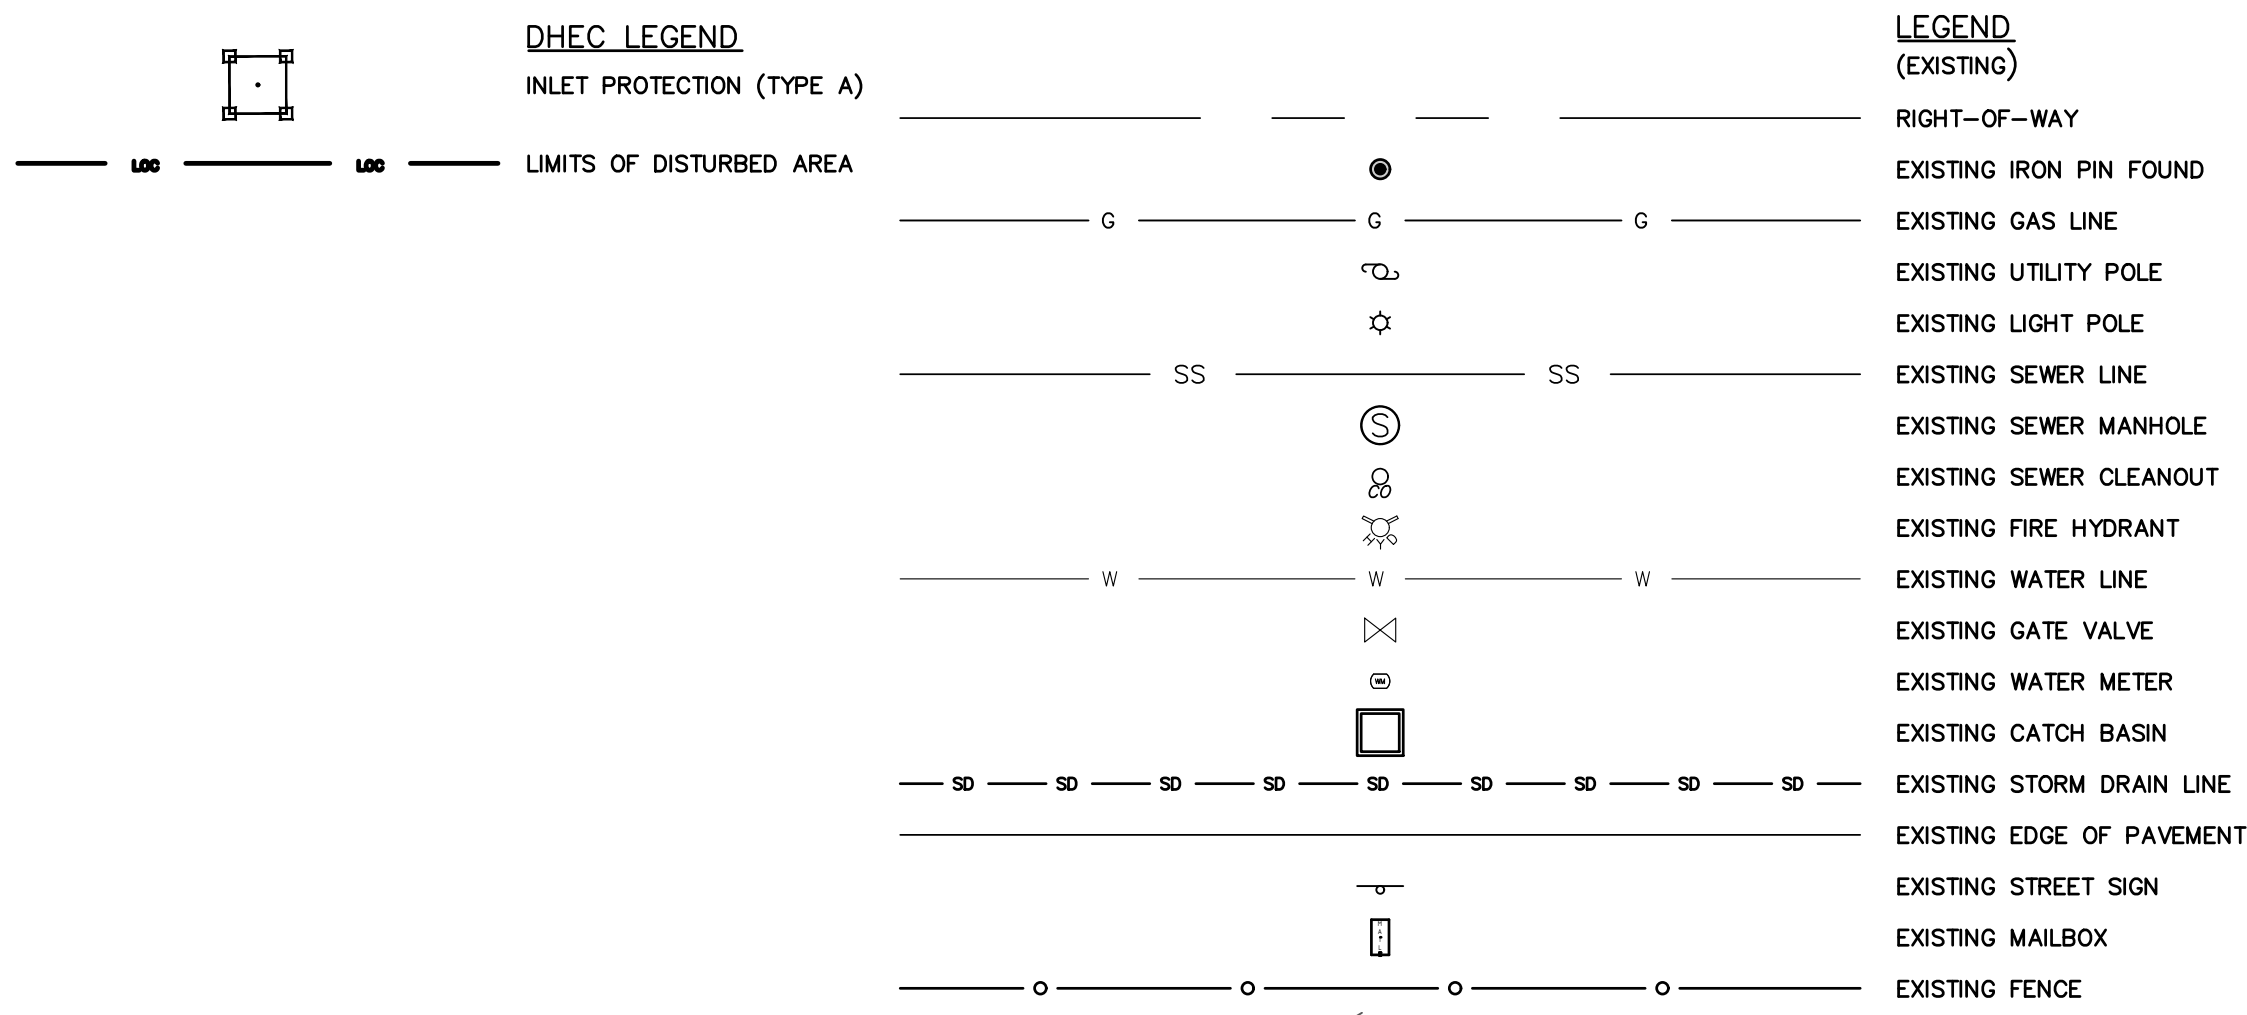 DHEC LEGEND
INLET PROTECTION (TYPE A)
LOC LOC LIMITS OF DISTURBED AREA
LEGEND
(EXISTING)
RIGHT-OF-WAY
EXISTING IRON PIN FOUND
G G G EXISTING GAS LINE
EXISTING UTILITY POLE
EXISTING LIGHT POLE
SS SS EXISTING SEWER LINE
S EXISTING SEWER MANHOLE
CO EXISTING SEWER CLEANOUT
HYD EXISTING FIRE HYDRANT
W W W EXISTING WATER LINE
EXISTING GATE VALVE
WM EXISTING WATER METER
EXISTING CATCH BASIN
SD SD SD SD SD SD SD SD SD EXISTING STORM DRAIN LINE
EXISTING EDGE OF PAVEMENT
EXISTING STREET SIGN
MAIL EXISTING MAILBOX
EXISTING FENCE